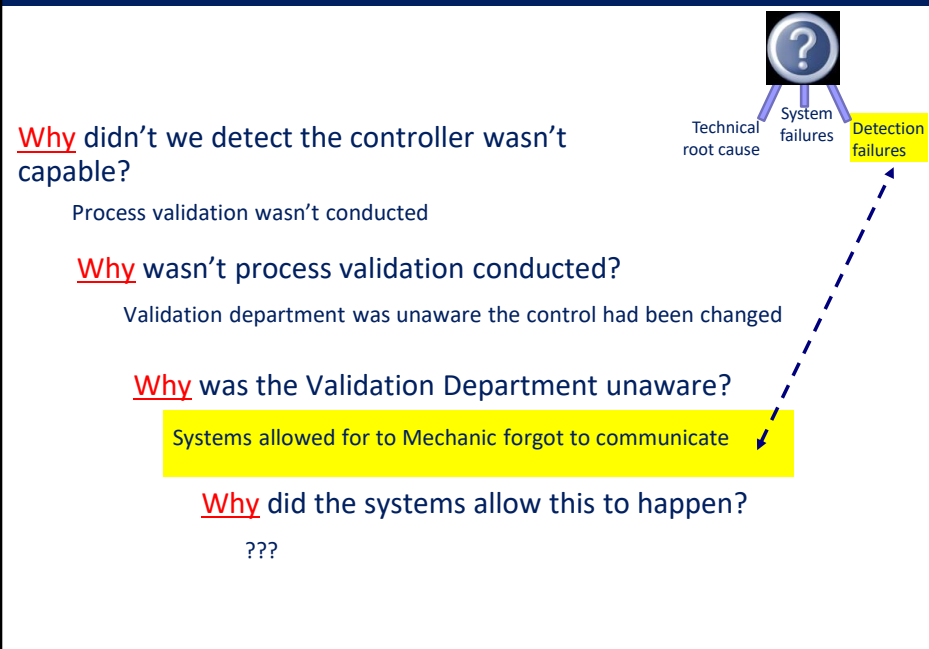 ?
Technical
root cause
System
failures
Detection
failures
Why didn’t we detect the controller wasn’t
capable?
Process validation wasn’t conducted
Why wasn’t process validation conducted?
Validation department was unaware the control had been changed
Why was the Validation Department unaware?
Systems allowed for to Mechanic forgot to communicate
Why did the systems allow this to happen?
???